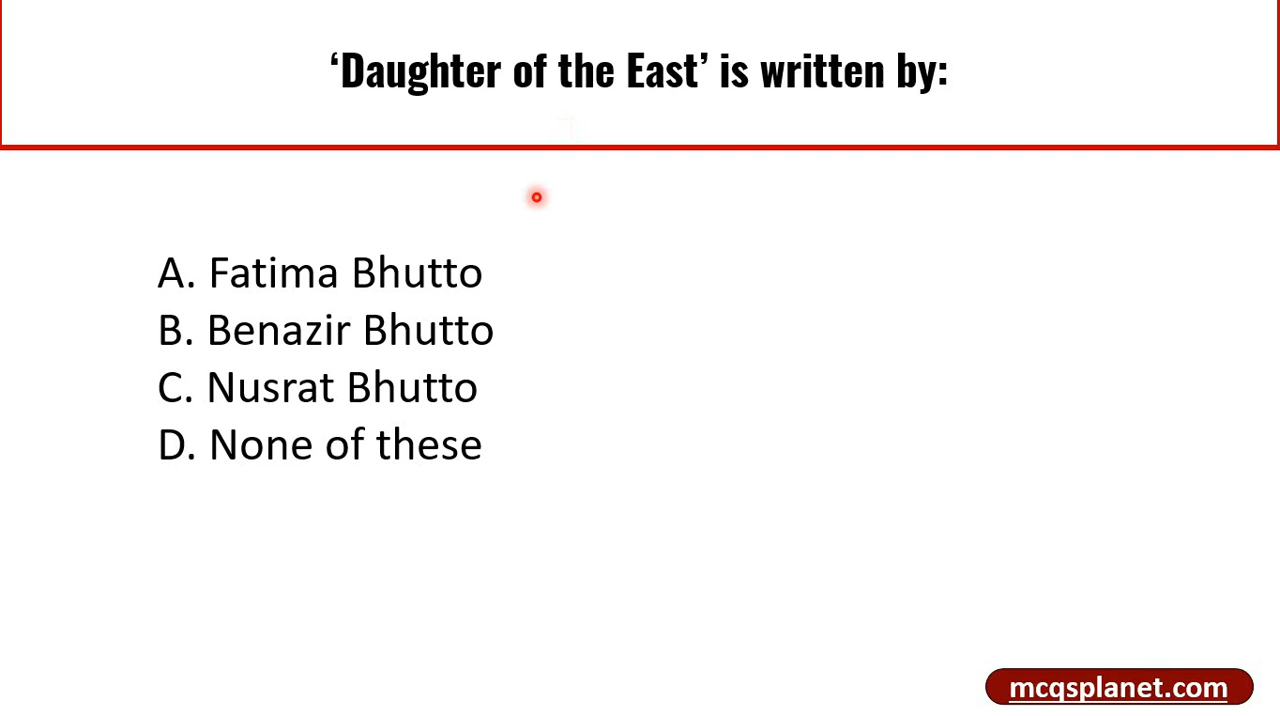 ‘Daughter of the East’ is written by:
A. Fatima Bhutto
B. Benazir Bhutto
C. Nusrat Bhutto
D. None of these
mcqsplanet.com